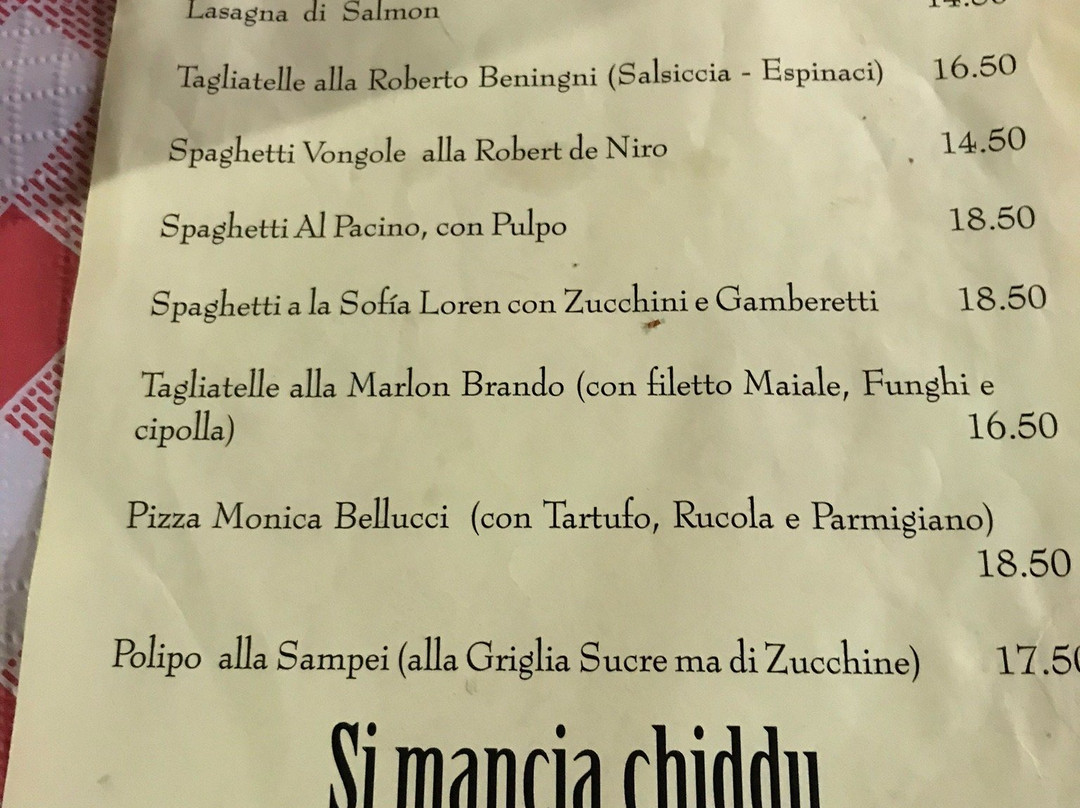 Lasagna di Salmon
Tagliatelle alla Roberto Beningni (Salsiccia - Espinaci) 16.50
Spaghetti Vongole alla Robert de Niro 14.50
Spaghetti Al Pacino, con Pulpo 18.50
Spaghetti a la Sofía Loren con Zucchini e Gamberetti 18.50
Tagliatelle alla Marlon Brando (con filetto Maiale, Funghi e
cipolla) 16.50
Pizza Monica Bellucci (con Tartufo, Rucola e Parmigiano)
18.50
Polipo alla Sampei (alla Griglia Sucre ma di Zucchine) 17.50
Si mancia chiddu